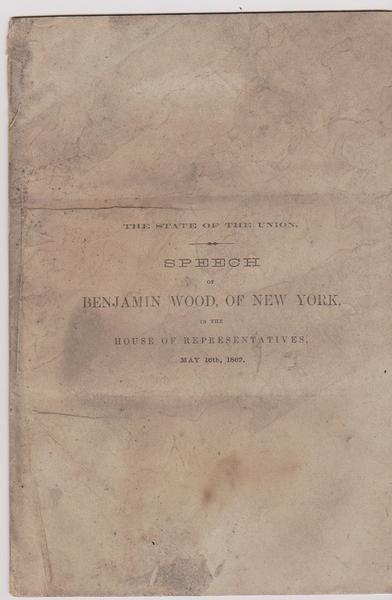 THE STATE OF THE UNION.
SPEECH
OF
BENJAMIN WOOD, OF NEW YORK,
IN THE
HOUSE OF REPRESENTATIVES,
MAY 16th, 1862.